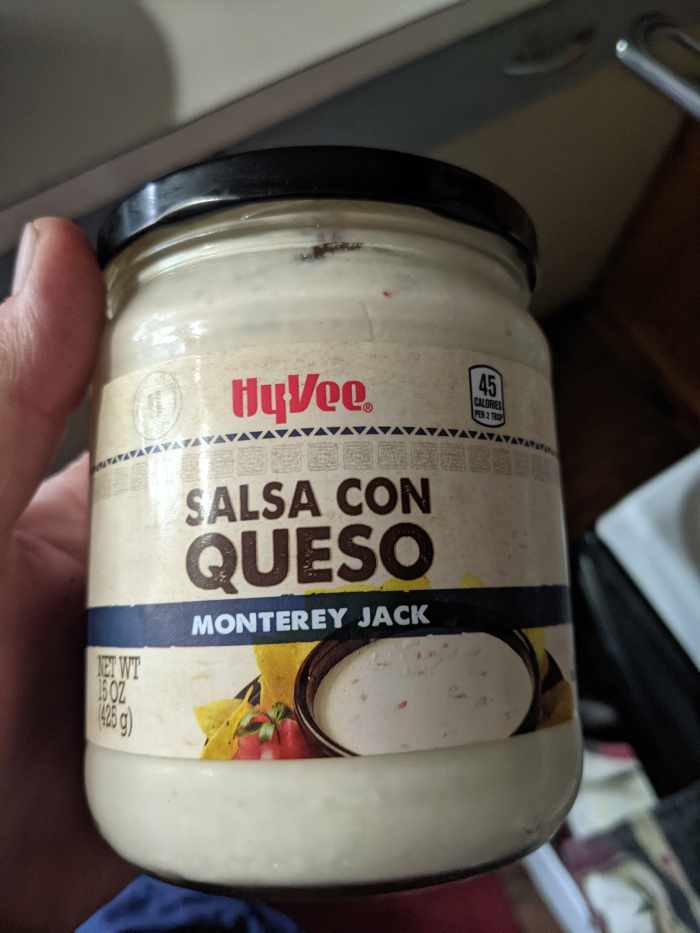 HyVee®
45
CALORIES
PER 2 TBSP
SALSA CON
QUESO
MONTEREY JACK
NET WT
15 OZ
(425 g)